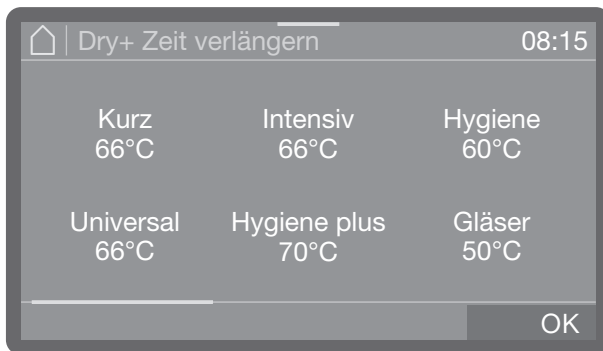 Dry+ Zeit verlängern 08:15
Kurz Intensiv Hygiene
66°C 66°C 60°C
Universal Hygiene plus Gläser
66°C 70°C 50°C
OK